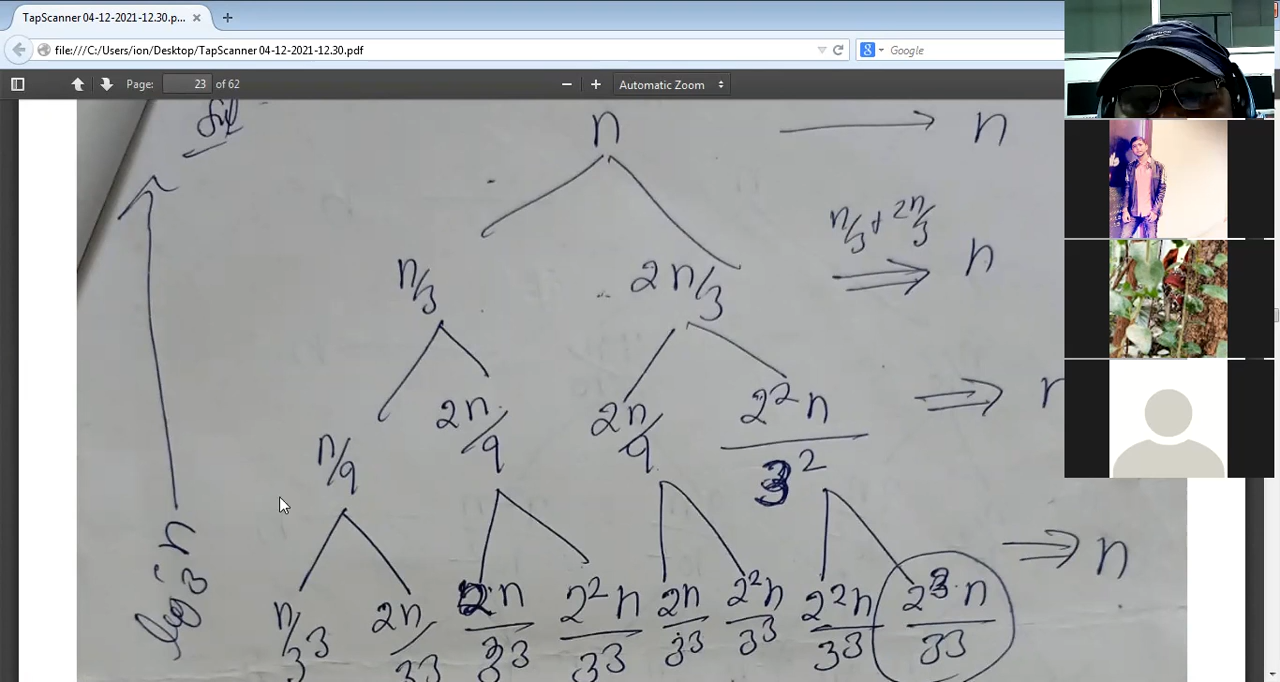 TapScanner 04-12-2021-12.30.p...
file:///C:/Users/ion/Desktop/TapScanner 04-12-2021-12.30.pdf
Google
Page: 23 of 62
Automatic Zoom
n → n
n/3 + 2n/3
n/3 2n/3 ⇒ n
2n/9 2n/9 2²n/3² ⇒
n/9
⇒ n
log₃ n
n/3³ 2n/33 2n/33 2²n/33 2n/33 2²n/33 2²n/33 2³·n/33